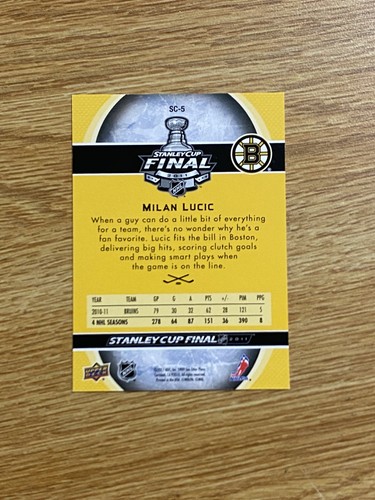 SC-5
STANLEY CUP
FINAL
2011
NHL
B
MILAN LUCIC
When a guy can do a little bit of everything
for a team, there's no wonder why he's a
fan favorite. Lucic fits the bill in Boston,
delivering big hits, scoring clutch goals
and making smart plays when
the game is on the line.
YEAR TEAM GP G A PTS +/- PIM PPG
2010-11 BRUINS 79 30 32 62 28 121 5
4 NHL SEASONS 278 64 87 151 36 390 8
STANLEY CUP FINAL 2011
UPPER DECK
NHL